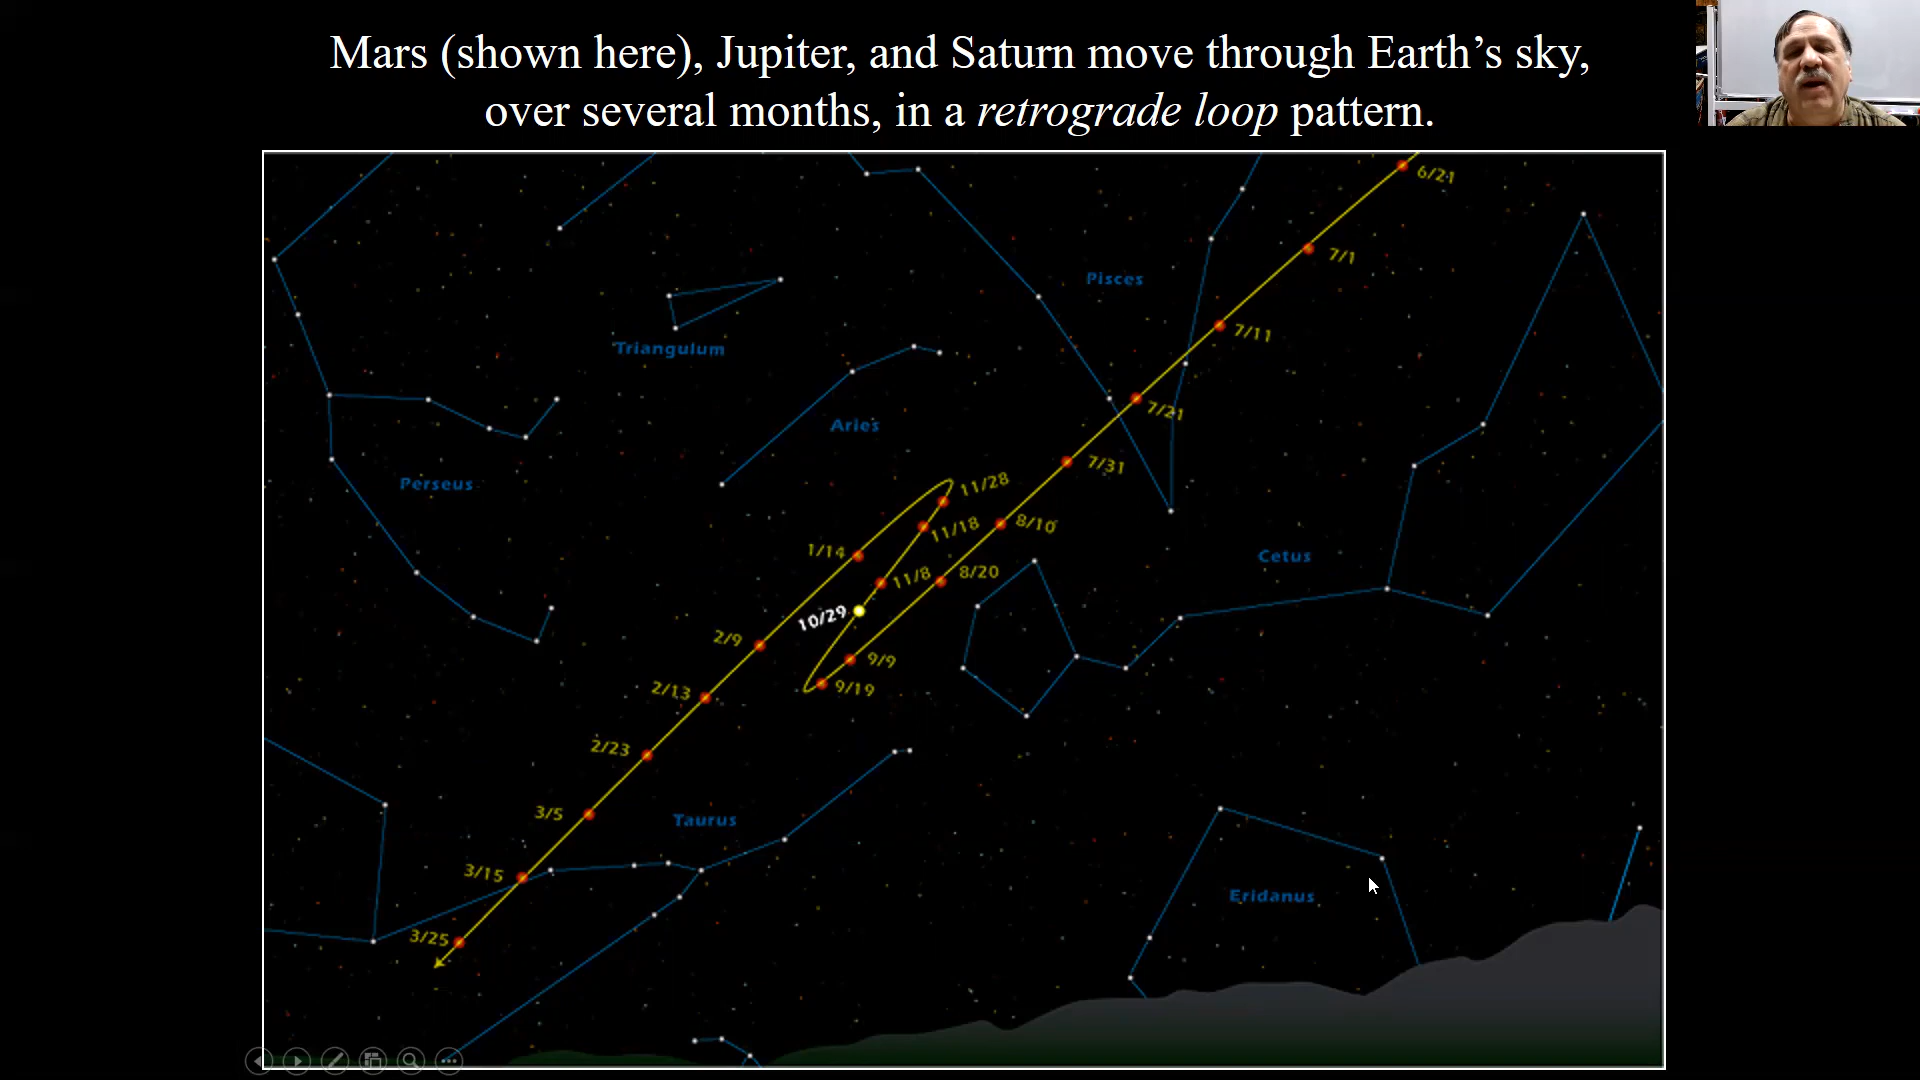 Mars (shown here), Jupiter, and Saturn move through Earth’s sky,
over several months, in a retrograde loop pattern.
6/21
7/1
Pisces
7/11
Triangulum
7/21
Aries
7/31
Perseus
11/28
11/18
8/10
1/14
Cetus
11/8
8/20
10/29
2/9
9/9
2/13
9/19
2/23
3/5
Taurus
3/15
Eridanus
3/25